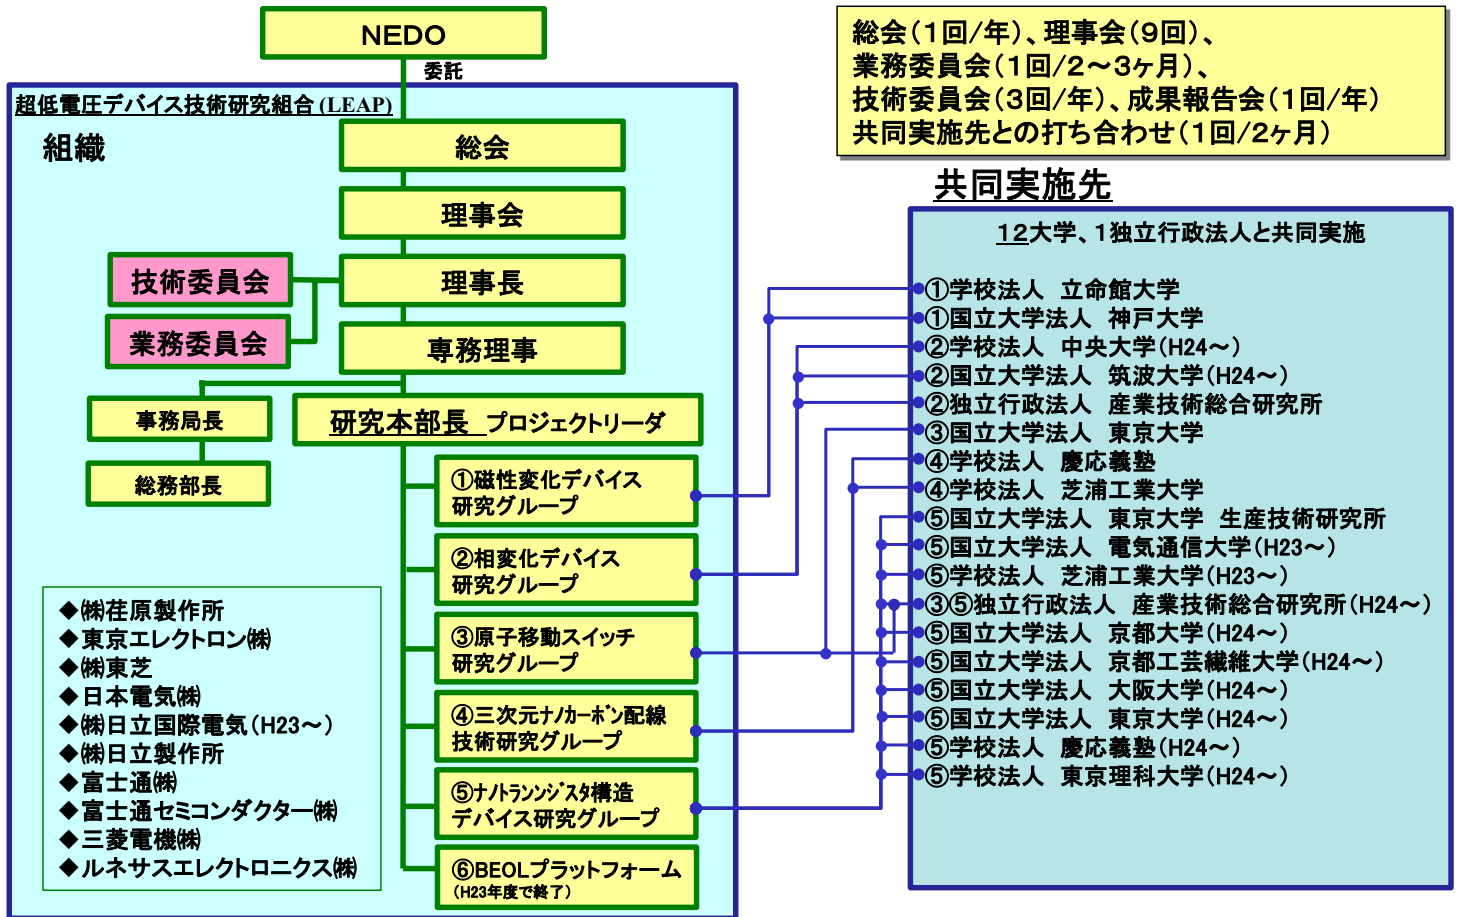 NEDO
委託
超低電圧デバイス技術研究組合(LEAP)
組織
総会
理事会
理事長
技術委員会
業務委員会
専務理事
事務局長
総務部長
研究本部長 プロジェクトリーダ
①磁性変化デバイス
研究グループ
②相変化デバイス
研究グループ
③原子移動スイッチ
研究グループ
④三次元ナノカーボン配線
技術研究グループ
⑤ナノトランンジスタ構造
デバイス研究グループ
⑥BEOLプラットフォーム
(H23年度で終了)
◆㈱荏原製作所
◆東京エレクトロン㈱
◆㈱東芝
◆日本電気㈱
◆㈱日立国際電気(H23～)
◆㈱日立製作所
◆富士通㈱
◆富士通セミコンダクター㈱
◆三菱電機㈱
◆ルネサスエレクトロニクス㈱
総会(1回/年)、理事会(9回)、
業務委員会(1回/2～3ヶ月)、
技術委員会(3回/年)、成果報告会(1回/年)
共同実施先との打ち合わせ(1回/2ヶ月)
共同実施先
12大学、1独立行政法人と共同実施
①学校法人 立命館大学
①国立大学法人 神戸大学
②学校法人 中央大学(H24～)
②国立大学法人 筑波大学(H24～)
②独立行政法人 産業技術総合研究所
③国立大学法人 東京大学
④学校法人 慶応義塾
④学校法人 芝浦工業大学
⑤国立大学法人 東京大学 生産技術研究所
⑤国立大学法人 電気通信大学(H23～)
⑤学校法人 芝浦工業大学(H23～)
③⑤独立行政法人 産業技術総合研究所(H24～)
⑤国立大学法人 京都大学(H24～)
⑤国立大学法人 京都工芸繊維大学(H24～)
⑤国立大学法人 大阪大学(H24～)
⑤国立大学法人 東京大学(H24～)
⑤学校法人 慶応義塾(H24～)
⑤学校法人 東京理科大学(H24～)